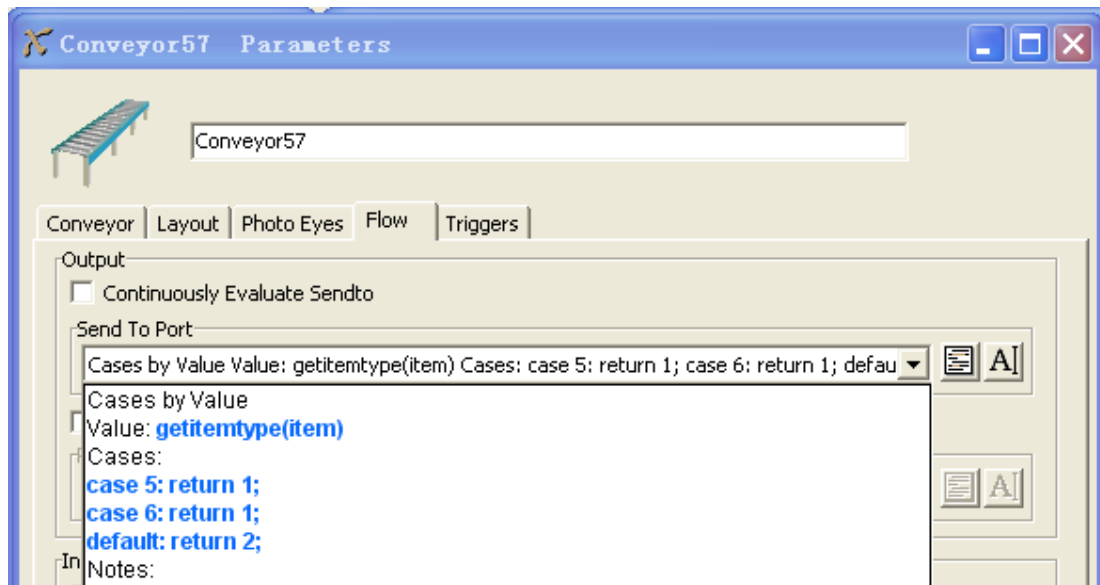 Conveyor57 Parameters
Conveyor57
Conveyor Layout Photo Eyes Flow Triggers
Output
Continuously Evaluate Sendto
Send To Port
Cases by Value Value: getitemtype(item) Cases: case 5: return 1; case 6: return 1; defau
A
Cases by Value
Value: getitemtype(item)
Cases:
A
case 5: return 1;
case 6: return 1;
default: return 2;
In
Notes: